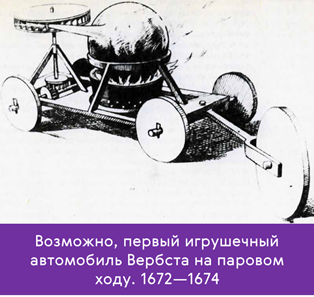 Возможно, первый игрушечный
автомобиль Вербста на паровом
ходу. 1672—1674